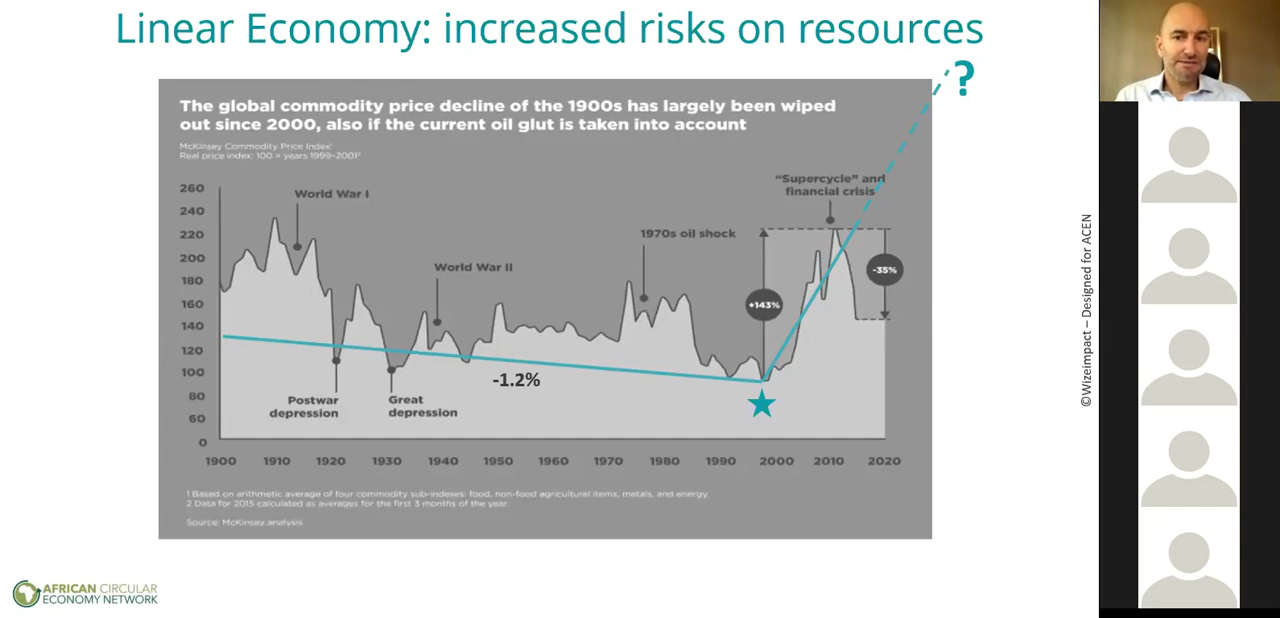 Linear Economy: increased risks on resources
?
The global commodity price decline of the 1900s has largely been wiped
out since 2000, also if the current oil glut is taken into account
McKinsey Commodity Price Index¹
Real price index: 100 = years 1999–2001²
260
240
220
200
180
160
140
120
100
80
60
0
World War I
World War II
1970s oil shock
"Supercycle" and
financial crisis
+143%
-35%
-1.2%
Postwar
depression
Great
depression
1900
1910
1920
1930
1940
1950
1960
1970
1980
1990
2000
2010
2020
1 Based on arithmetic average of four commodity sub-indexes: food, non-food agricultural items, metals, and energy.
2 Data for 2015 calculated as averages for the first 3 months of the year.
Source: McKinsey analysis
©Wizeimpact – Designed for ACEN
AFRICAN CIRCULAR
ECONOMY NETWORK